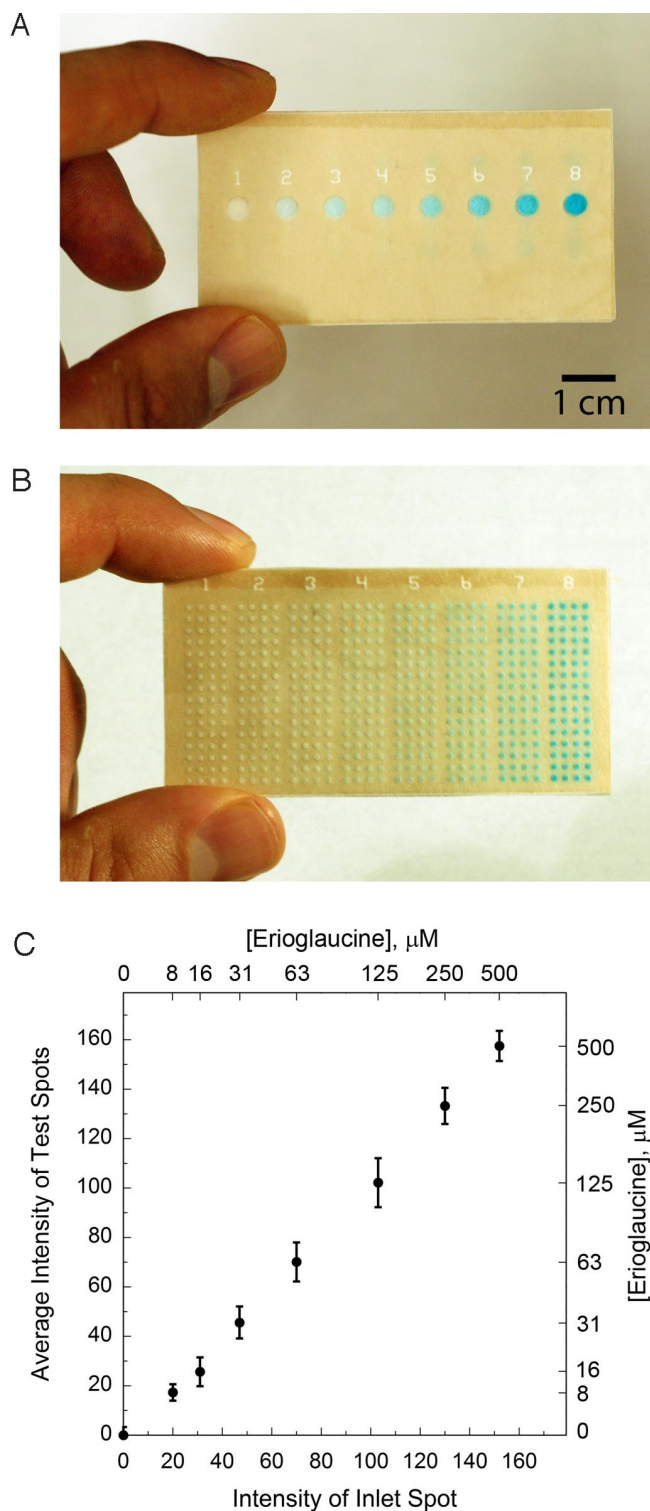 A
1 2 3 4 5 6 7 8
1 cm
B
1 2 3 4 5 6 7 8
C
[Erioglaucine], μM
0 8 16 31 63 125 250 500
160
140
120
100
80
60
40
20
0
Average Intensity of Test Spots
500
250
125
63
31
16
8
0
[Erioglaucine], μM
0 20 40 60 80 100 120 140 160
Intensity of Inlet Spot